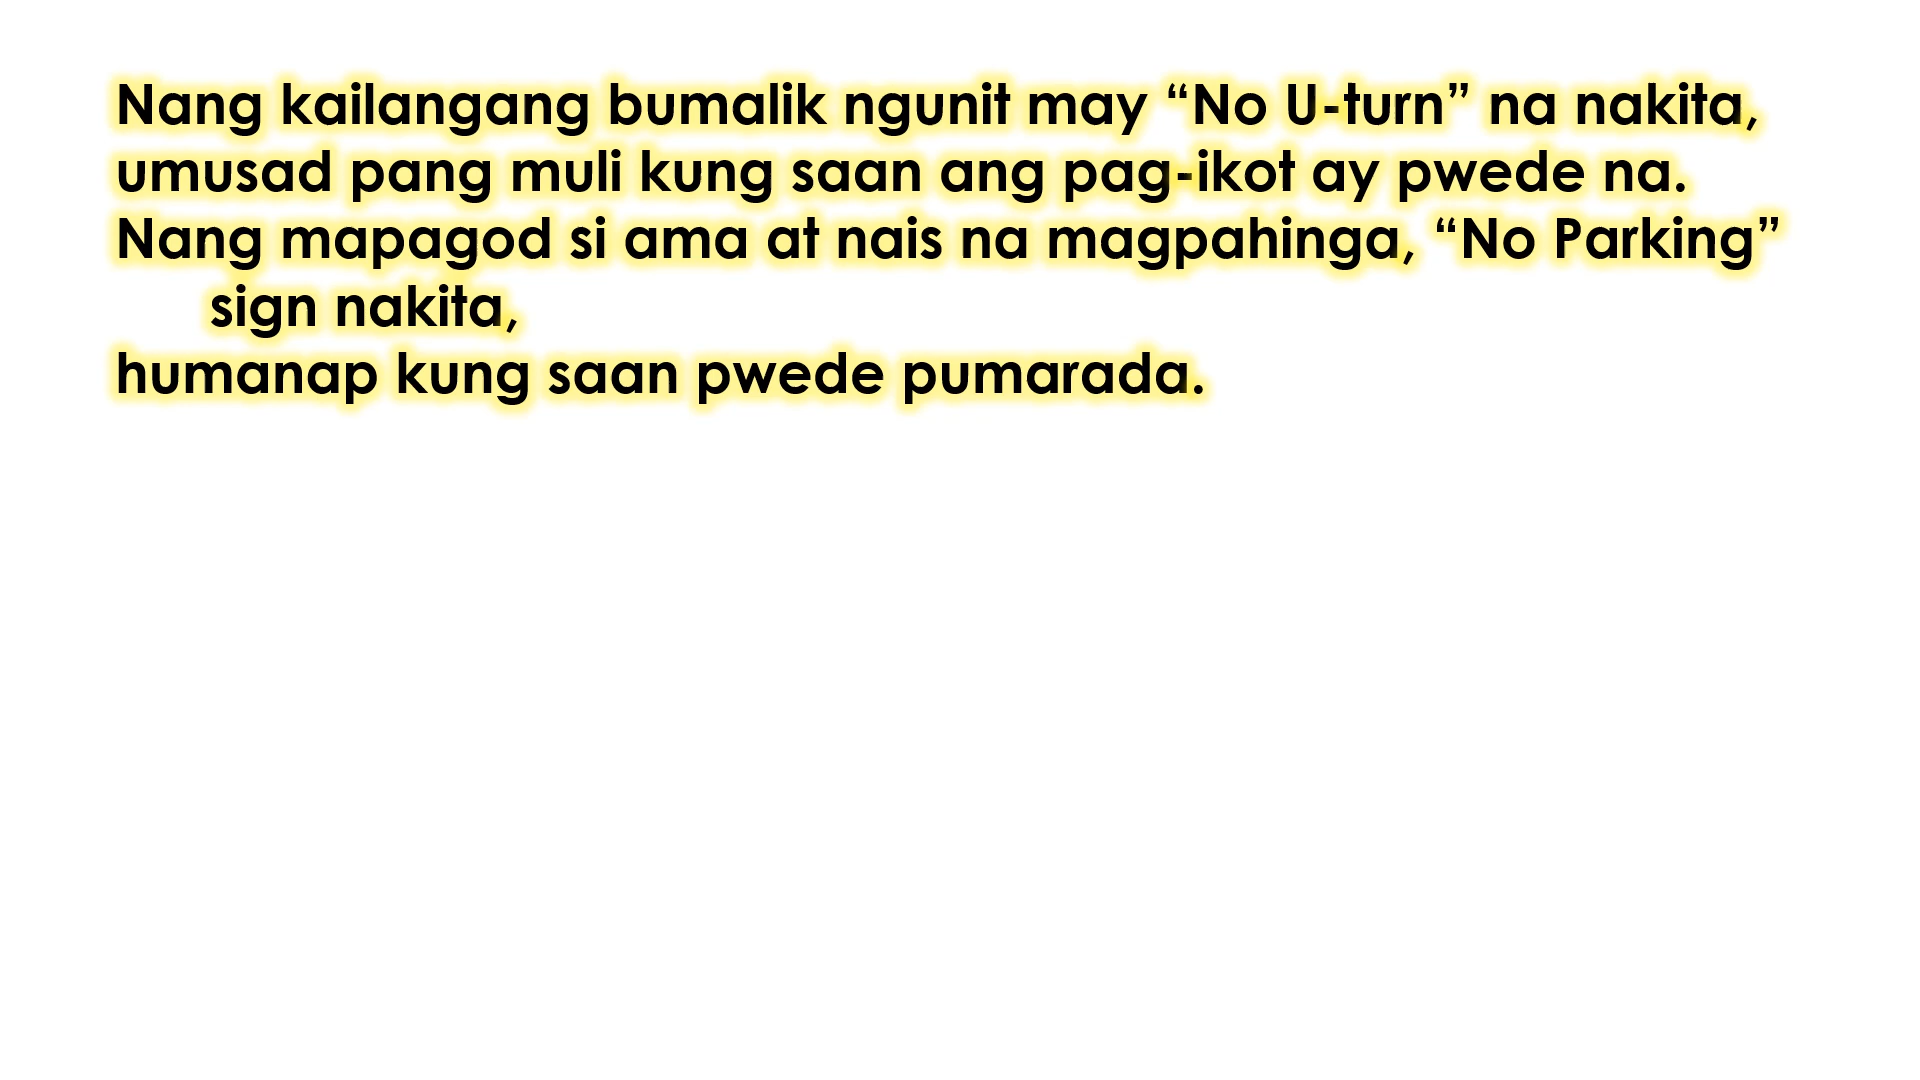 Nang kailangang bumalik ngunit may “No U-turn” na nakita,
umusad pang muli kung saan ang pag-ikot ay pwede na.
Nang mapagod si ama at nais na magpahinga, “No Parking”
sign nakita,
humanap kung saan pwede pumarada.